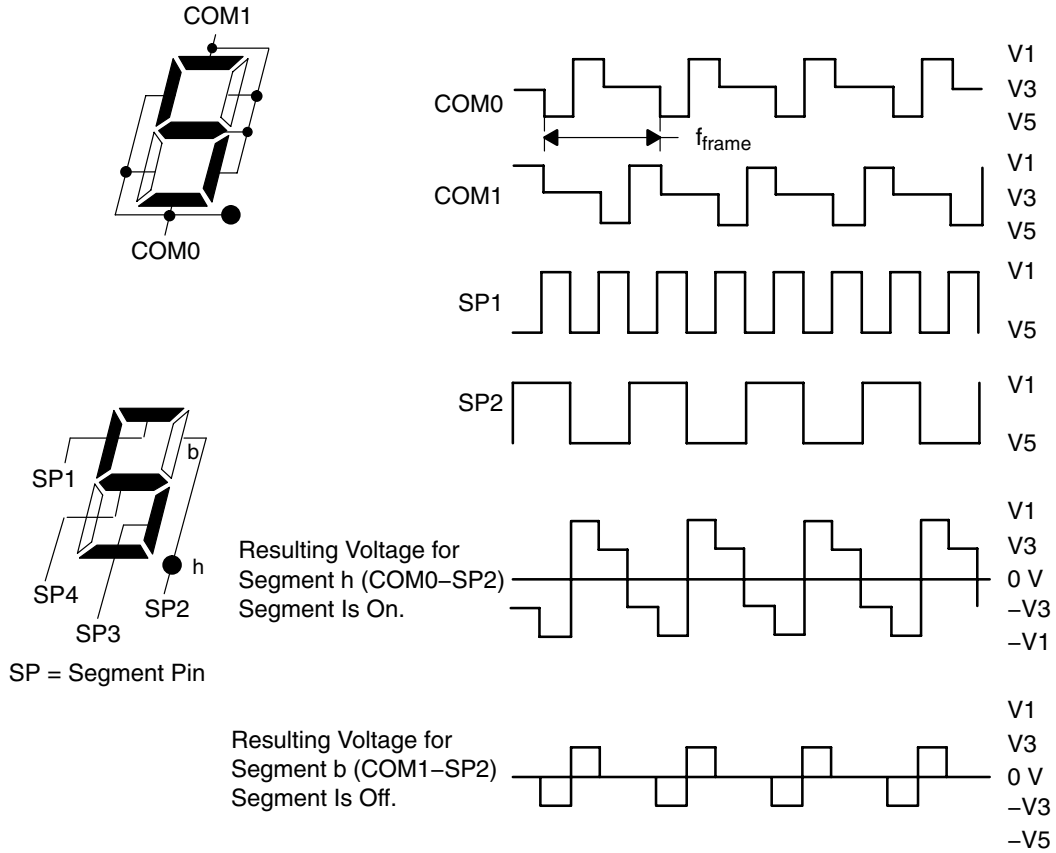 COM1
COM0
COM0
f_frame
V1
V3
V5
COM1
V1
V3
V5
SP1
V1
V5
SP2
V1
V5
b
SP1
h
SP4
SP2
SP3
SP = Segment Pin
Resulting Voltage for
Segment h (COM0–SP2)
Segment Is On.
V1
V3
0 V
–V3
–V1
Resulting Voltage for
Segment b (COM1–SP2)
Segment Is Off.
V1
V3
0 V
–V3
–V5